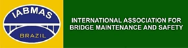 IABMAS
BRAZIL
INTERNATIONAL ASSOCIATION FOR
BRIDGE MAINTENANCE AND SAFETY